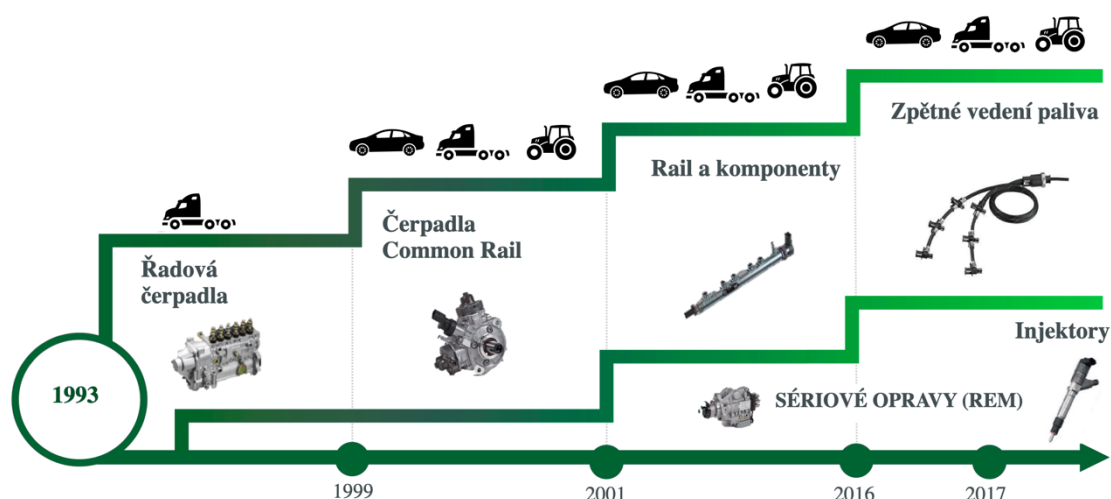 Zpětné vedení paliva
Rail a komponenty
Čerpadla
Common Rail
Řadová
čerpadla
Injektory
1993
SÉRIOVÉ OPRAVY (REM)
1999
2001
2016
2017